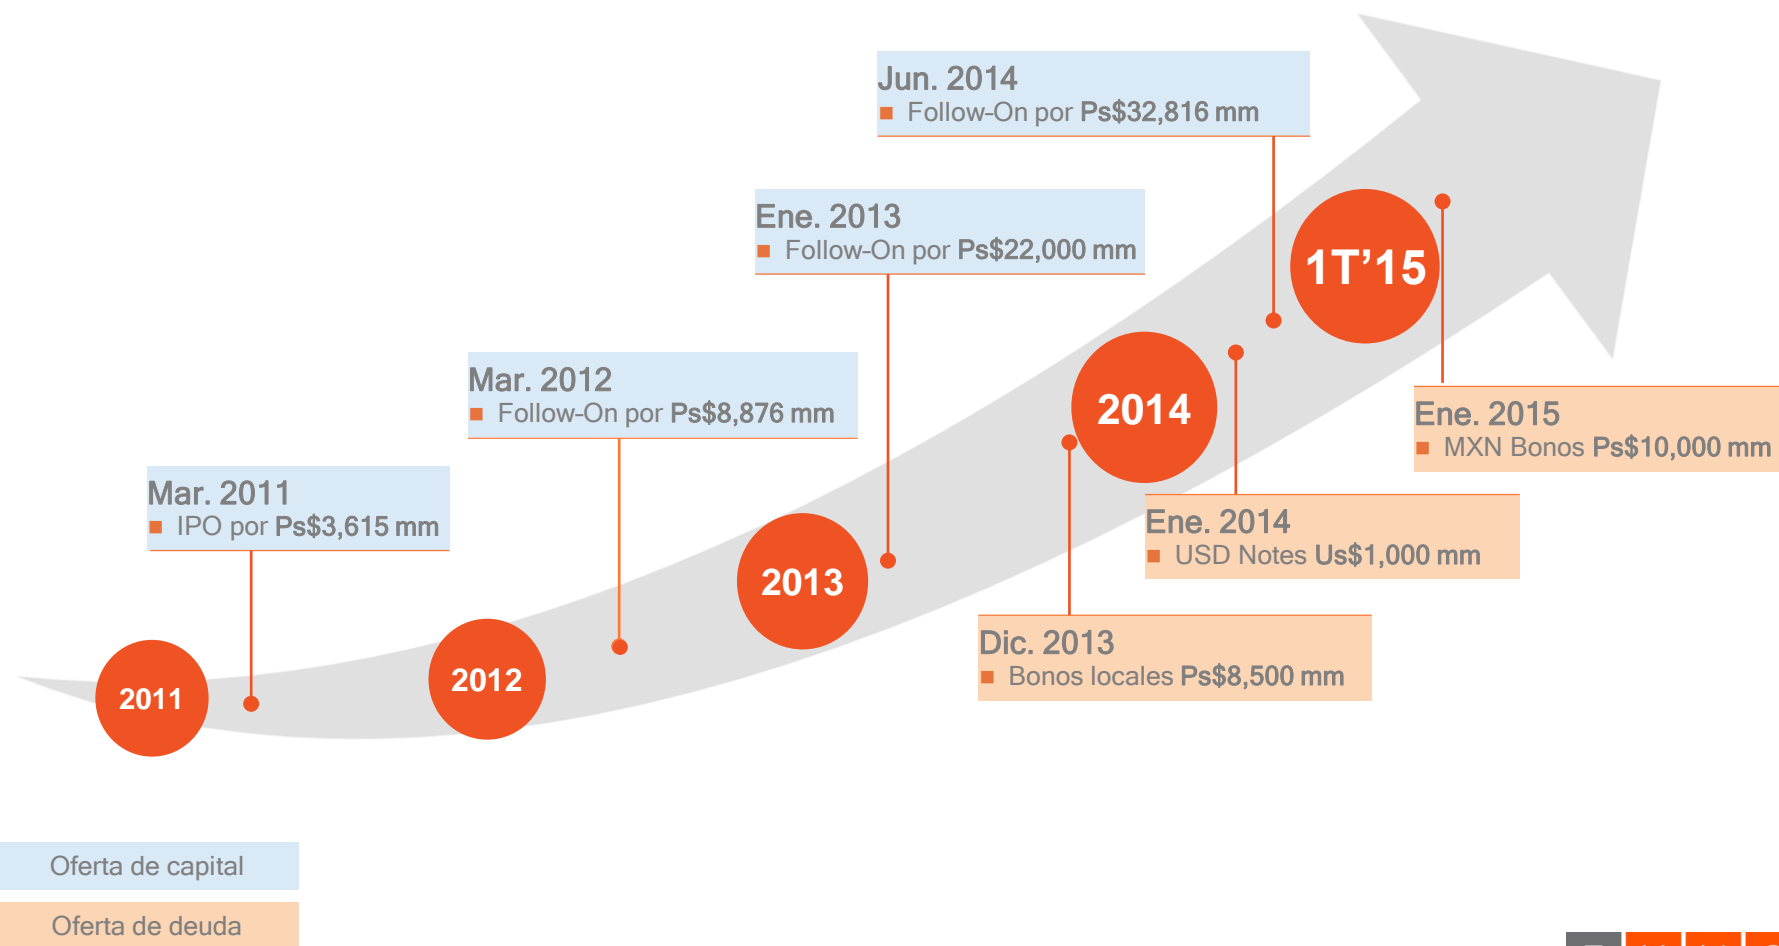 Jun. 2014
Follow-On por Ps$32,816 mm
Ene. 2013
Follow-On por Ps$22,000 mm
1T’15
Mar. 2012
Follow-On por Ps$8,876 mm
2014
Ene. 2015
MXN Bonos Ps$10,000 mm
Mar. 2011
IPO por Ps$3,615 mm
Ene. 2014
USD Notes Us$1,000 mm
2013
Dic. 2013
Bonos locales Ps$8,500 mm
2012
2011
Oferta de capital
Oferta de deuda